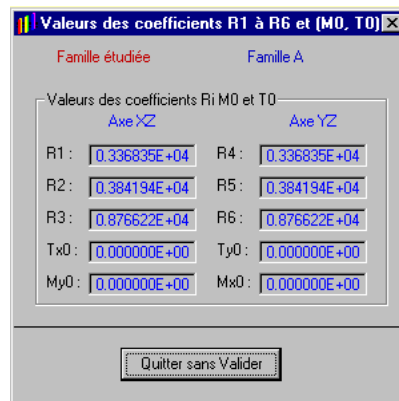 Valeurs des coefficients R1 à R6 et (M0, T0)
Famille étudiée Famille A
Valeurs des coefficients Ri M0 et T0
Axe XZ Axe YZ
R1 : 0.336835E+04 R4 : 0.336835E+04
R2 : 0.384194E+04 R5 : 0.384194E+04
R3 : 0.876622E+04 R6 : 0.876622E+04
Tx0 : 0.000000E+00 Ty0 : 0.000000E+00
My0 : 0.000000E+00 Mx0 : 0.000000E+00
Quitter sans Valider